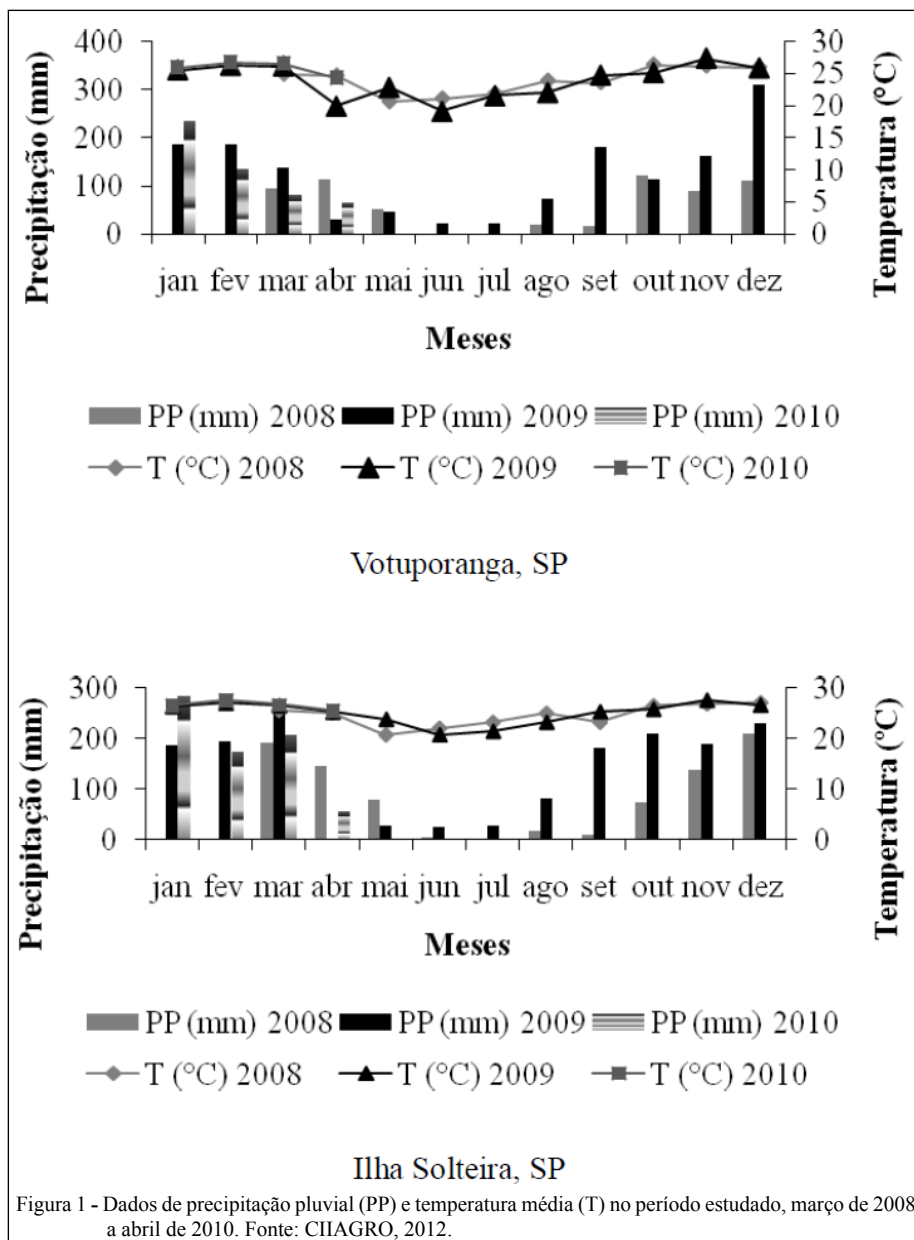 Precipitação (mm)
400
300
200
100
0
30
25
20
15
10
5
0
Temperatura (°C)
jan fev mar abr mai jun jul ago set out nov dez
Meses
PP (mm) 2008 PP (mm) 2009 PP (mm) 2010
T (°C) 2008 T (°C) 2009 T (°C) 2010
Votuporanga, SP
Precipitação (mm)
300
200
100
0
30
20
10
0
Temperatura (°C)
jan fev mar abr mai jun jul ago set out nov dez
Meses
PP (mm) 2008 PP (mm) 2009 PP (mm) 2010
T (°C) 2008 T (°C) 2009 T (°C) 2010
Ilha Solteira, SP
Figura 1 - Dados de precipitação pluvial (PP) e temperatura média (T) no período estudado, março de 2008
a abril de 2010. Fonte: CIIAGRO, 2012.